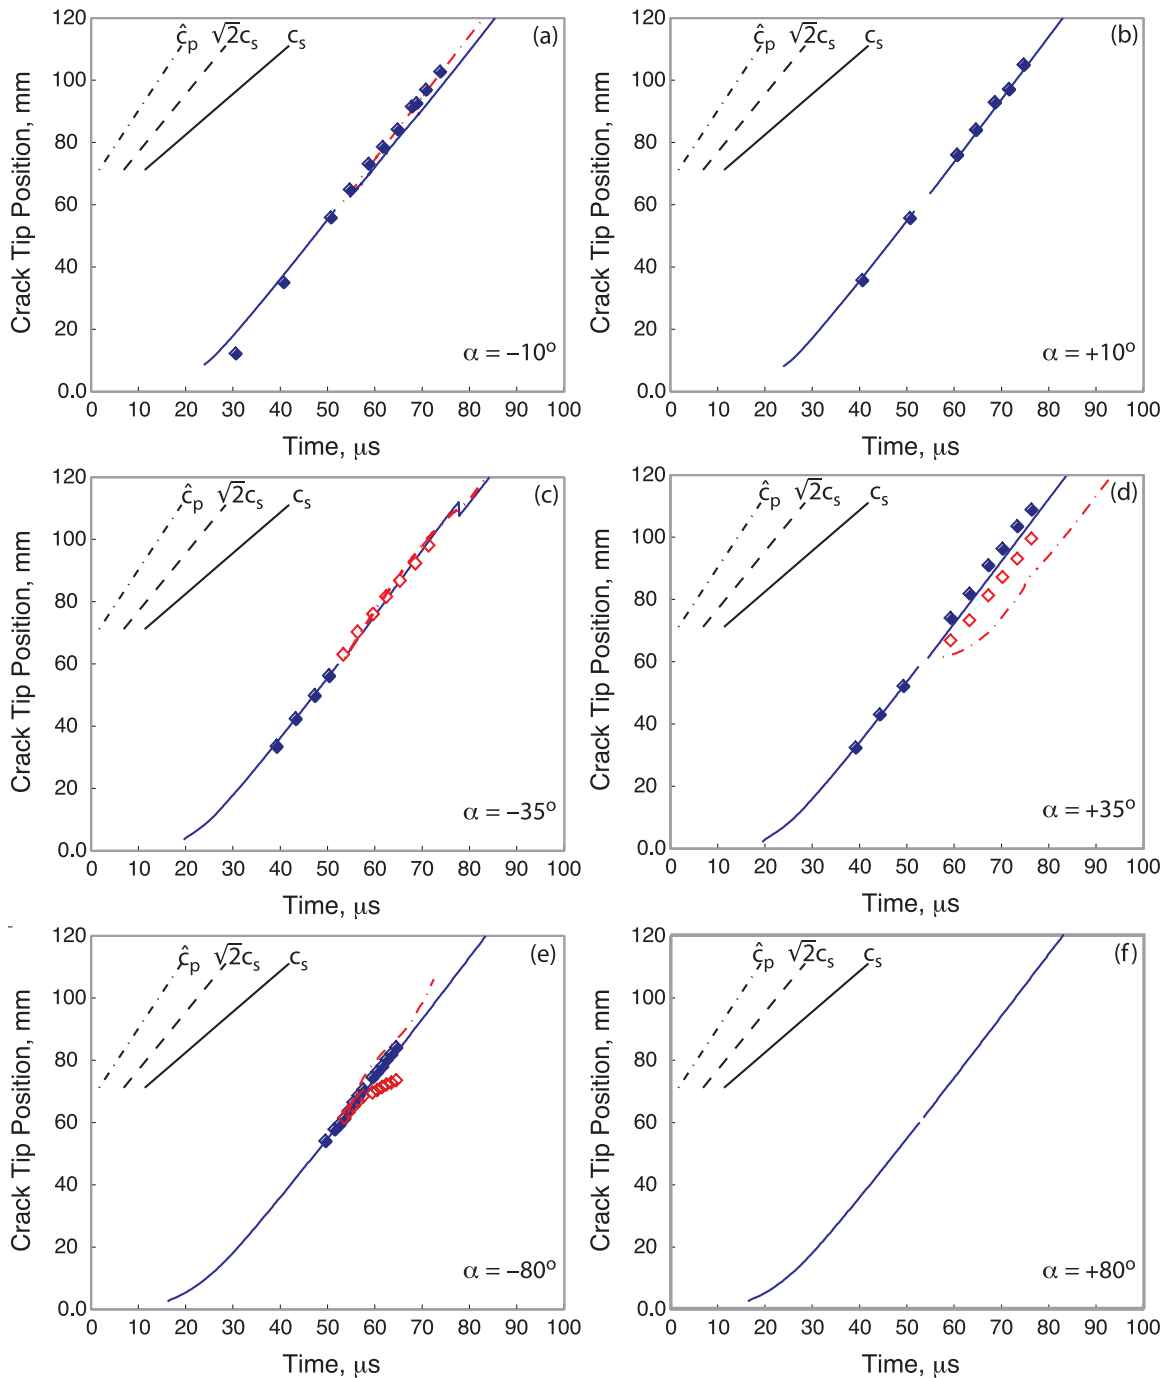 120
100
80
60
40
20
0.0
Crack Tip Position, mm
ĉp √2cs cs
(a)
α = –10°
0 10 20 30 40 50 60 70 80 90 100
Time, μs
120
100
80
60
40
20
0.0
Crack Tip Position, mm
ĉp √2cs cs
(b)
α = +10°
0 10 20 30 40 50 60 70 80 90 100
Time, μs
120
100
80
60
40
20
0.0
Crack Tip Position, mm
ĉp √2cs cs
(c)
α = –35°
0 10 20 30 40 50 60 70 80 90 100
Time, μs
120
100
80
60
40
20
0.0
Crack Tip Position, mm
ĉp √2cs cs
(d)
α = +35°
0 10 20 30 40 50 60 70 80 90 100
Time, μs
120
100
80
60
40
20
0.0
Crack Tip Position, mm
ĉp √2cs cs
(e)
α = –80°
0 10 20 30 40 50 60 70 80 90 100
Time, μs
120
100
80
60
40
20
0.0
Crack Tip Position, mm
ĉp √2cs cs
(f)
α = +80°
0 10 20 30 40 50 60 70 80 90 100
Time, μs